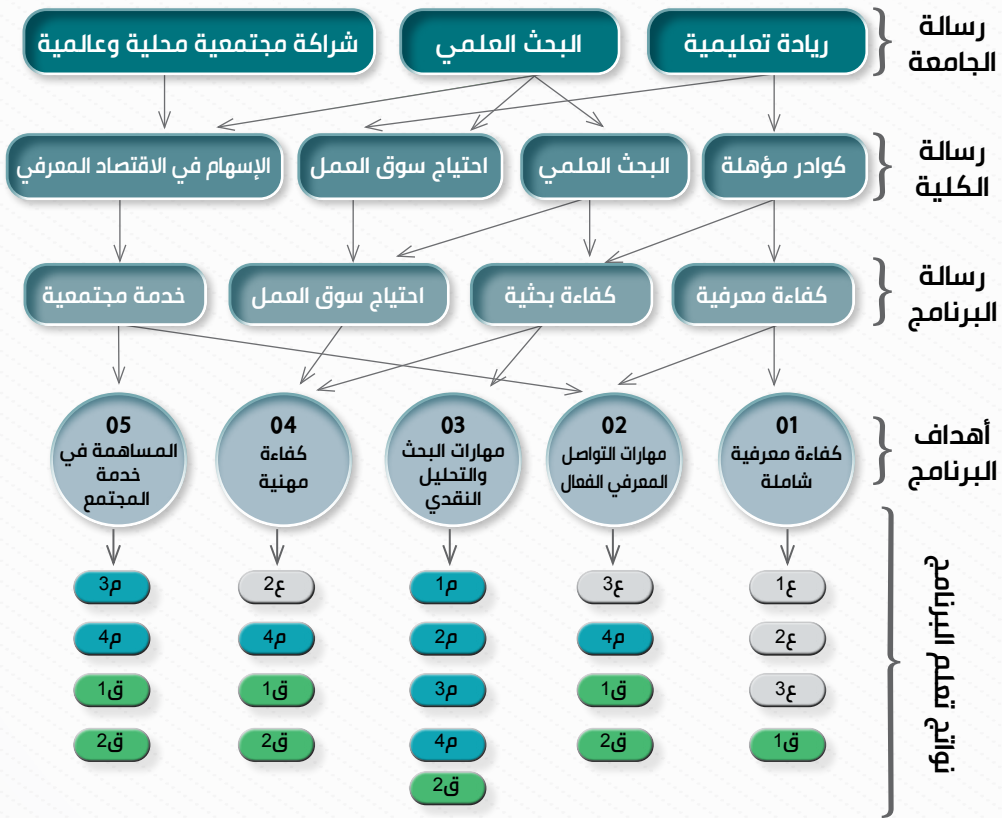 رسالة
الجامعة
ريادة تعليمية
البحث العلمي
شراكة مجتمعية محلية وعالمية
رسالة
الكلية
كوادر مؤهلة
البحث العلمي
احتياج سوق العمل
الإسهام في الاقتصاد المعرفي
رسالة
البرنامج
كفاءة معرفية
كفاءة بحثية
احتياج سوق العمل
خدمة مجتمعية
أهداف
البرنامج
01
كفاءة معرفية
شاملة
02
مهارات التواصل
المعرفي الفعال
03
مهارات البحث
والتحليل
النقدي
04
كفاءة
مهنية
05
المساهمة في
خدمة
المجتمع
نواتج تعلم البرنامج
ع1
ع2
ع3
ق1
ع3
م4
ق1
ق2
م1
م2
م3
م4
ق2
ع2
م4
ق1
ق2
م3
م4
ق1
ق2